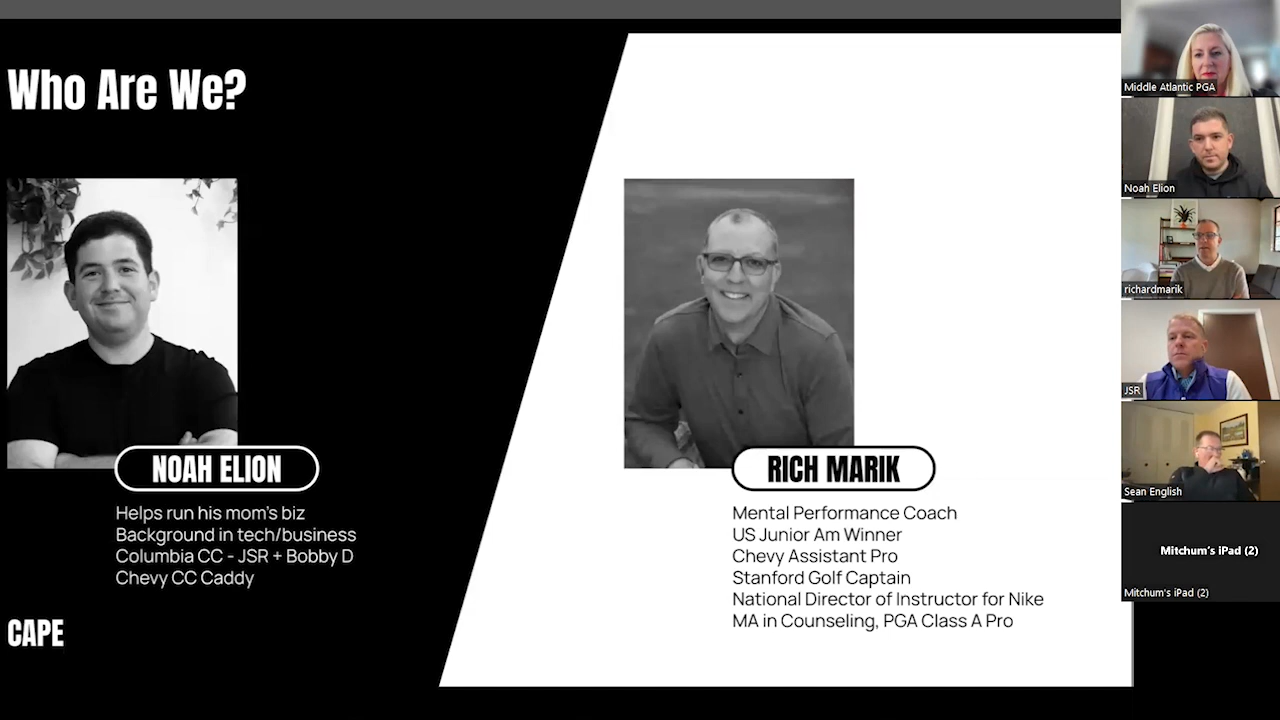 Who Are We?
NOAH ELION
Helps run his mom's biz
Background in tech/business
Columbia CC - JSR + Bobby D
Chevy CC Caddy
CAPE
RICH MARIK
Mental Performance Coach
US Junior Am Winner
Chevy Assistant Pro
Stanford Golf Captain
National Director of Instructor for Nike
MA in Counseling, PGA Class A Pro
Middle Atlantic PGA
Noah Elion
richardmarik
JSR
Sean English
Mitchum's iPad (2)
Mitchum's iPad (2)